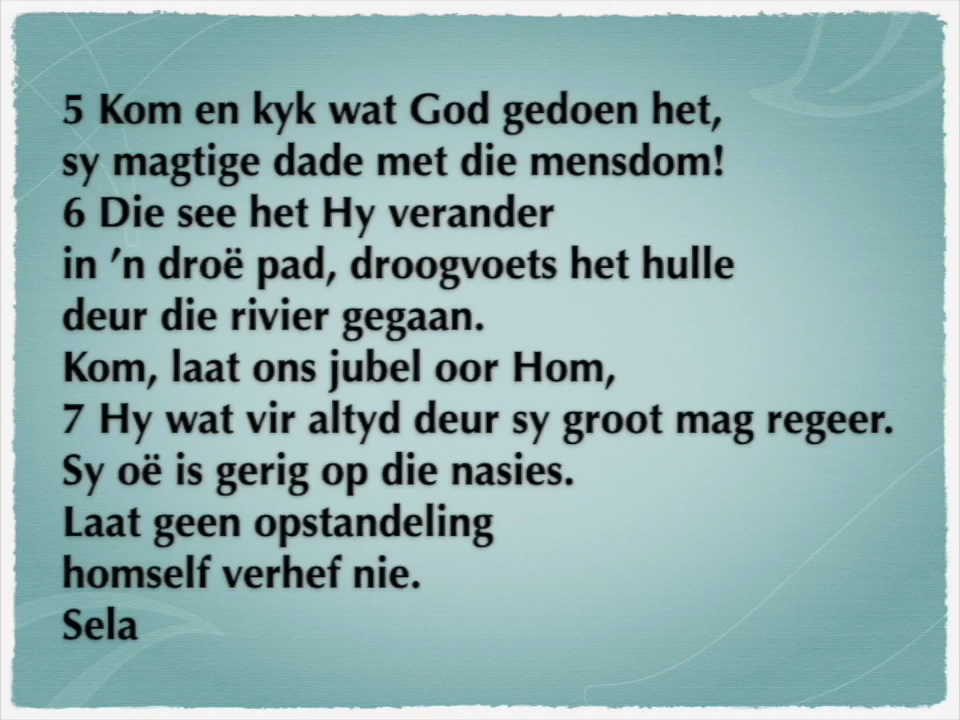 5 Kom en kyk wat God gedoen het,
sy magtige dade met die mensdom!
6 Die see het Hy verander
in ’n droë pad, droogvoets het hulle
deur die rivier gegaan.
Kom, laat ons jubel oor Hom,
7 Hy wat vir altyd deur sy groot mag regeer.
Sy oë is gerig op die nasies.
Laat geen opstandeling
homself verhef nie.
Sela